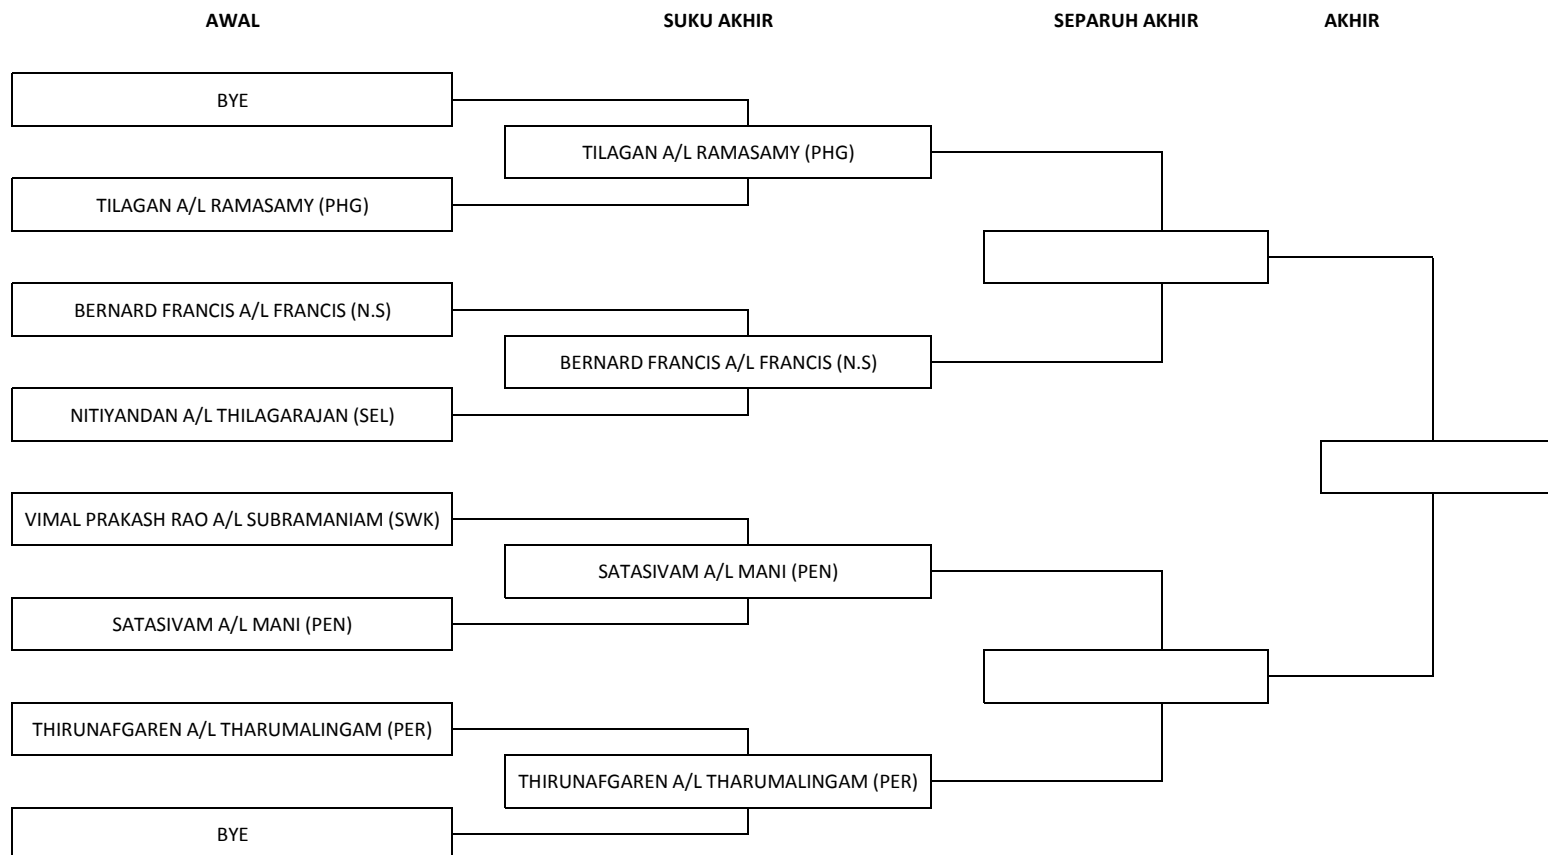 AWAL
SUKU AKHIR
SEPARUH AKHIR
AKHIR
BYE
TILAGAN A/L RAMASAMY (PHG)
TILAGAN A/L RAMASAMY (PHG)
BERNARD FRANCIS A/L FRANCIS (N.S)
BERNARD FRANCIS A/L FRANCIS (N.S)
NITIYANDAN A/L THILAGARAJAN (SEL)
VIMAL PRAKASH RAO A/L SUBRAMANIAM (SWK)
SATASIVAM A/L MANI (PEN)
SATASIVAM A/L MANI (PEN)
THIRUNAFGAREN A/L THARUMALINGAM (PER)
THIRUNAFGAREN A/L THARUMALINGAM (PER)
BYE